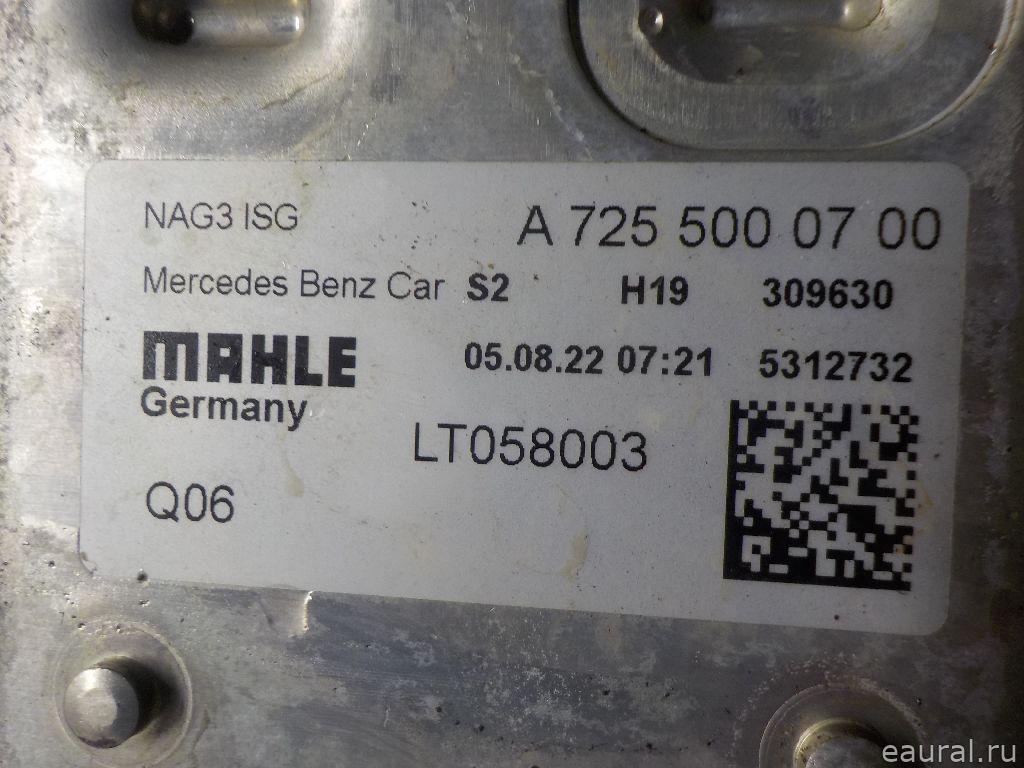 NAG3 ISG A 725 500 07 00
Mercedes Benz Car S2 H19 309630
MAHLE 05.08.22 07:21 5312732
Germany
LT058003
Q06
eaural.ru